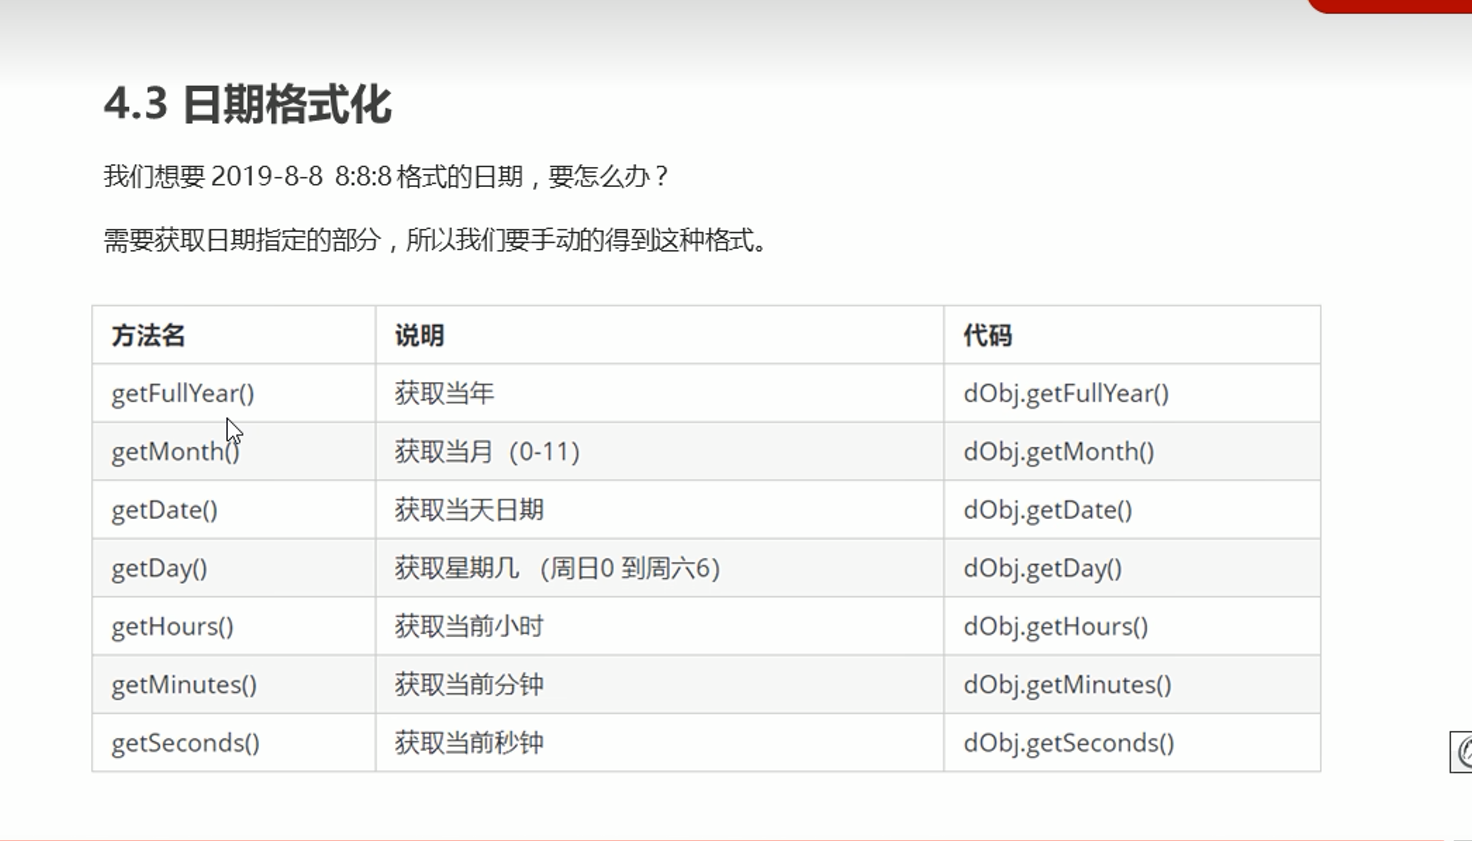 4.3 日期格式化
我们想要 2019-8-8 8:8:8 格式的日期，要怎么办？
需要获取日期指定的部分，所以我们要手动的得到这种格式。
方法名 说明 代码
getFullYear() 获取当年 dObj.getFullYear()
getMonth() 获取当月（0-11） dObj.getMonth()
getDate() 获取当天日期 dObj.getDate()
getDay() 获取星期几 （周日0 到周六6） dObj.getDay()
getHours() 获取当前小时 dObj.getHours()
getMinutes() 获取当前分钟 dObj.getMinutes()
getSeconds() 获取当前秒钟 dObj.getSeconds()